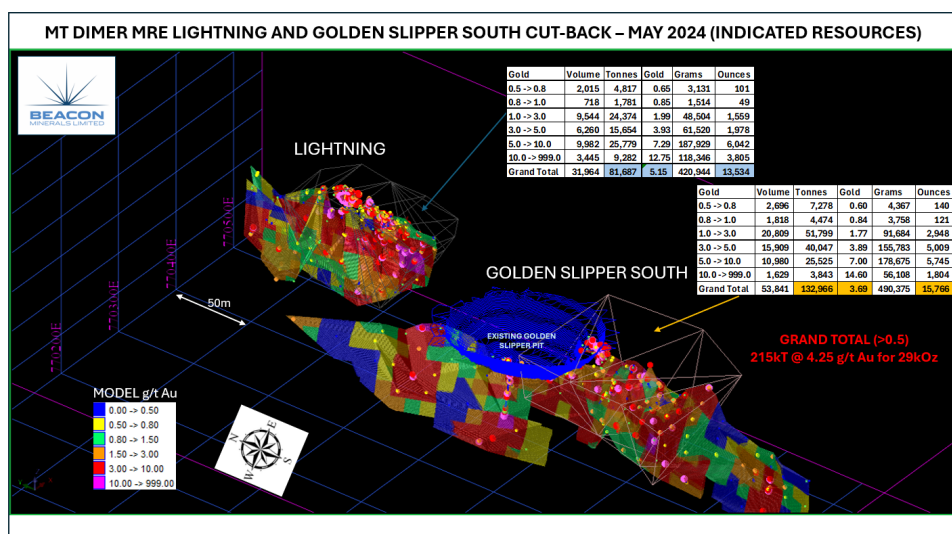 MT DIMER MRE LIGHTNING AND GOLDEN SLIPPER SOUTH CUT-BACK – MAY 2024 (INDICATED RESOURCES)
BEACON
MINERALS LIMITED
Gold Volume Tonnes Gold Grams Ounces
0.5 -> 0.8 2,015 4,817 0.65 3,131 101
0.8 -> 1.0 718 1,781 0.85 1,514 49
1.0 -> 3.0 9,544 24,374 1.99 48,504 1,559
3.0 -> 5.0 6,260 15,654 3.93 61,520 1,978
5.0 -> 10.0 9,982 25,779 7.29 187,929 6,042
10.0 -> 999.0 3,445 9,282 12.75 118,346 3,805
Grand Total 31,964 81,687 5.15 420,944 13,534
LIGHTNING
Gold Volume Tonnes Gold Grams Ounces
0.5 -> 0.8 2,696 7,278 0.60 4,367 140
0.8 -> 1.0 1,818 4,474 0.84 3,758 121
1.0 -> 3.0 20,809 51,799 1.77 91,684 2,948
3.0 -> 5.0 15,909 40,047 3.89 155,783 5,009
5.0 -> 10.0 10,980 25,525 7.00 178,675 5,745
10.0 -> 999.0 1,629 3,843 14.60 56,108 1,804
Grand Total 53,841 132,966 3.69 490,375 15,766
GOLDEN SLIPPER SOUTH
50m
EXISTING GOLDEN
SLIPPER PIT
GRAND TOTAL (>0.5)
215kT @ 4.25 g/t Au for 29kOz
MODEL g/t Au
0.00 -> 0.50
0.50 -> 0.80
0.80 -> 1.50
1.50 -> 3.00
3.00 -> 10.00
10.00 -> 999.00
N
E
S
W